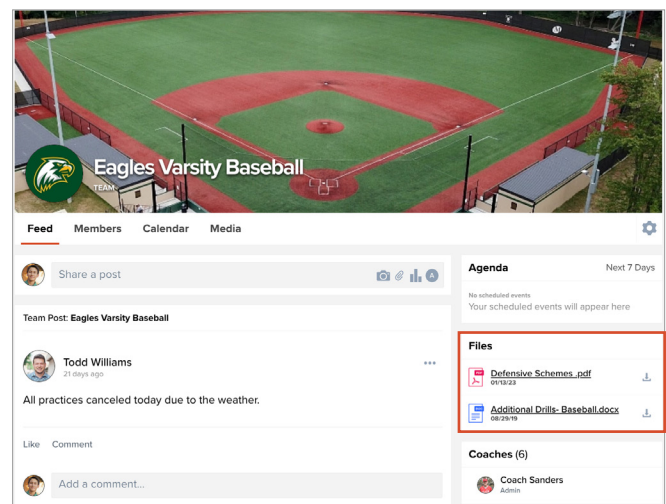 Eagles Varsity Baseball
TEAM
Feed Members Calendar Media
Share a post
A
Team Post: Eagles Varsity Baseball
Todd Williams
21 days ago
All practices canceled today due to the weather.
Like Comment
Add a comment...
Agenda Next 7 Days
No scheduled events
Your scheduled events will appear here
Files
Defensive Schemes .pdf
01/13/23
Additional Drills- Baseball.docx
08/29/19
Coaches (6)
Coach Sanders
Admin